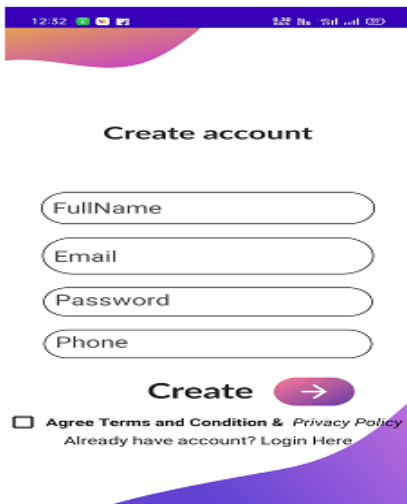 12:32
Create account
FullName
Email
Password
Phone
Create
Agree Terms and Condition & Privacy Policy
Already have account? Login Here